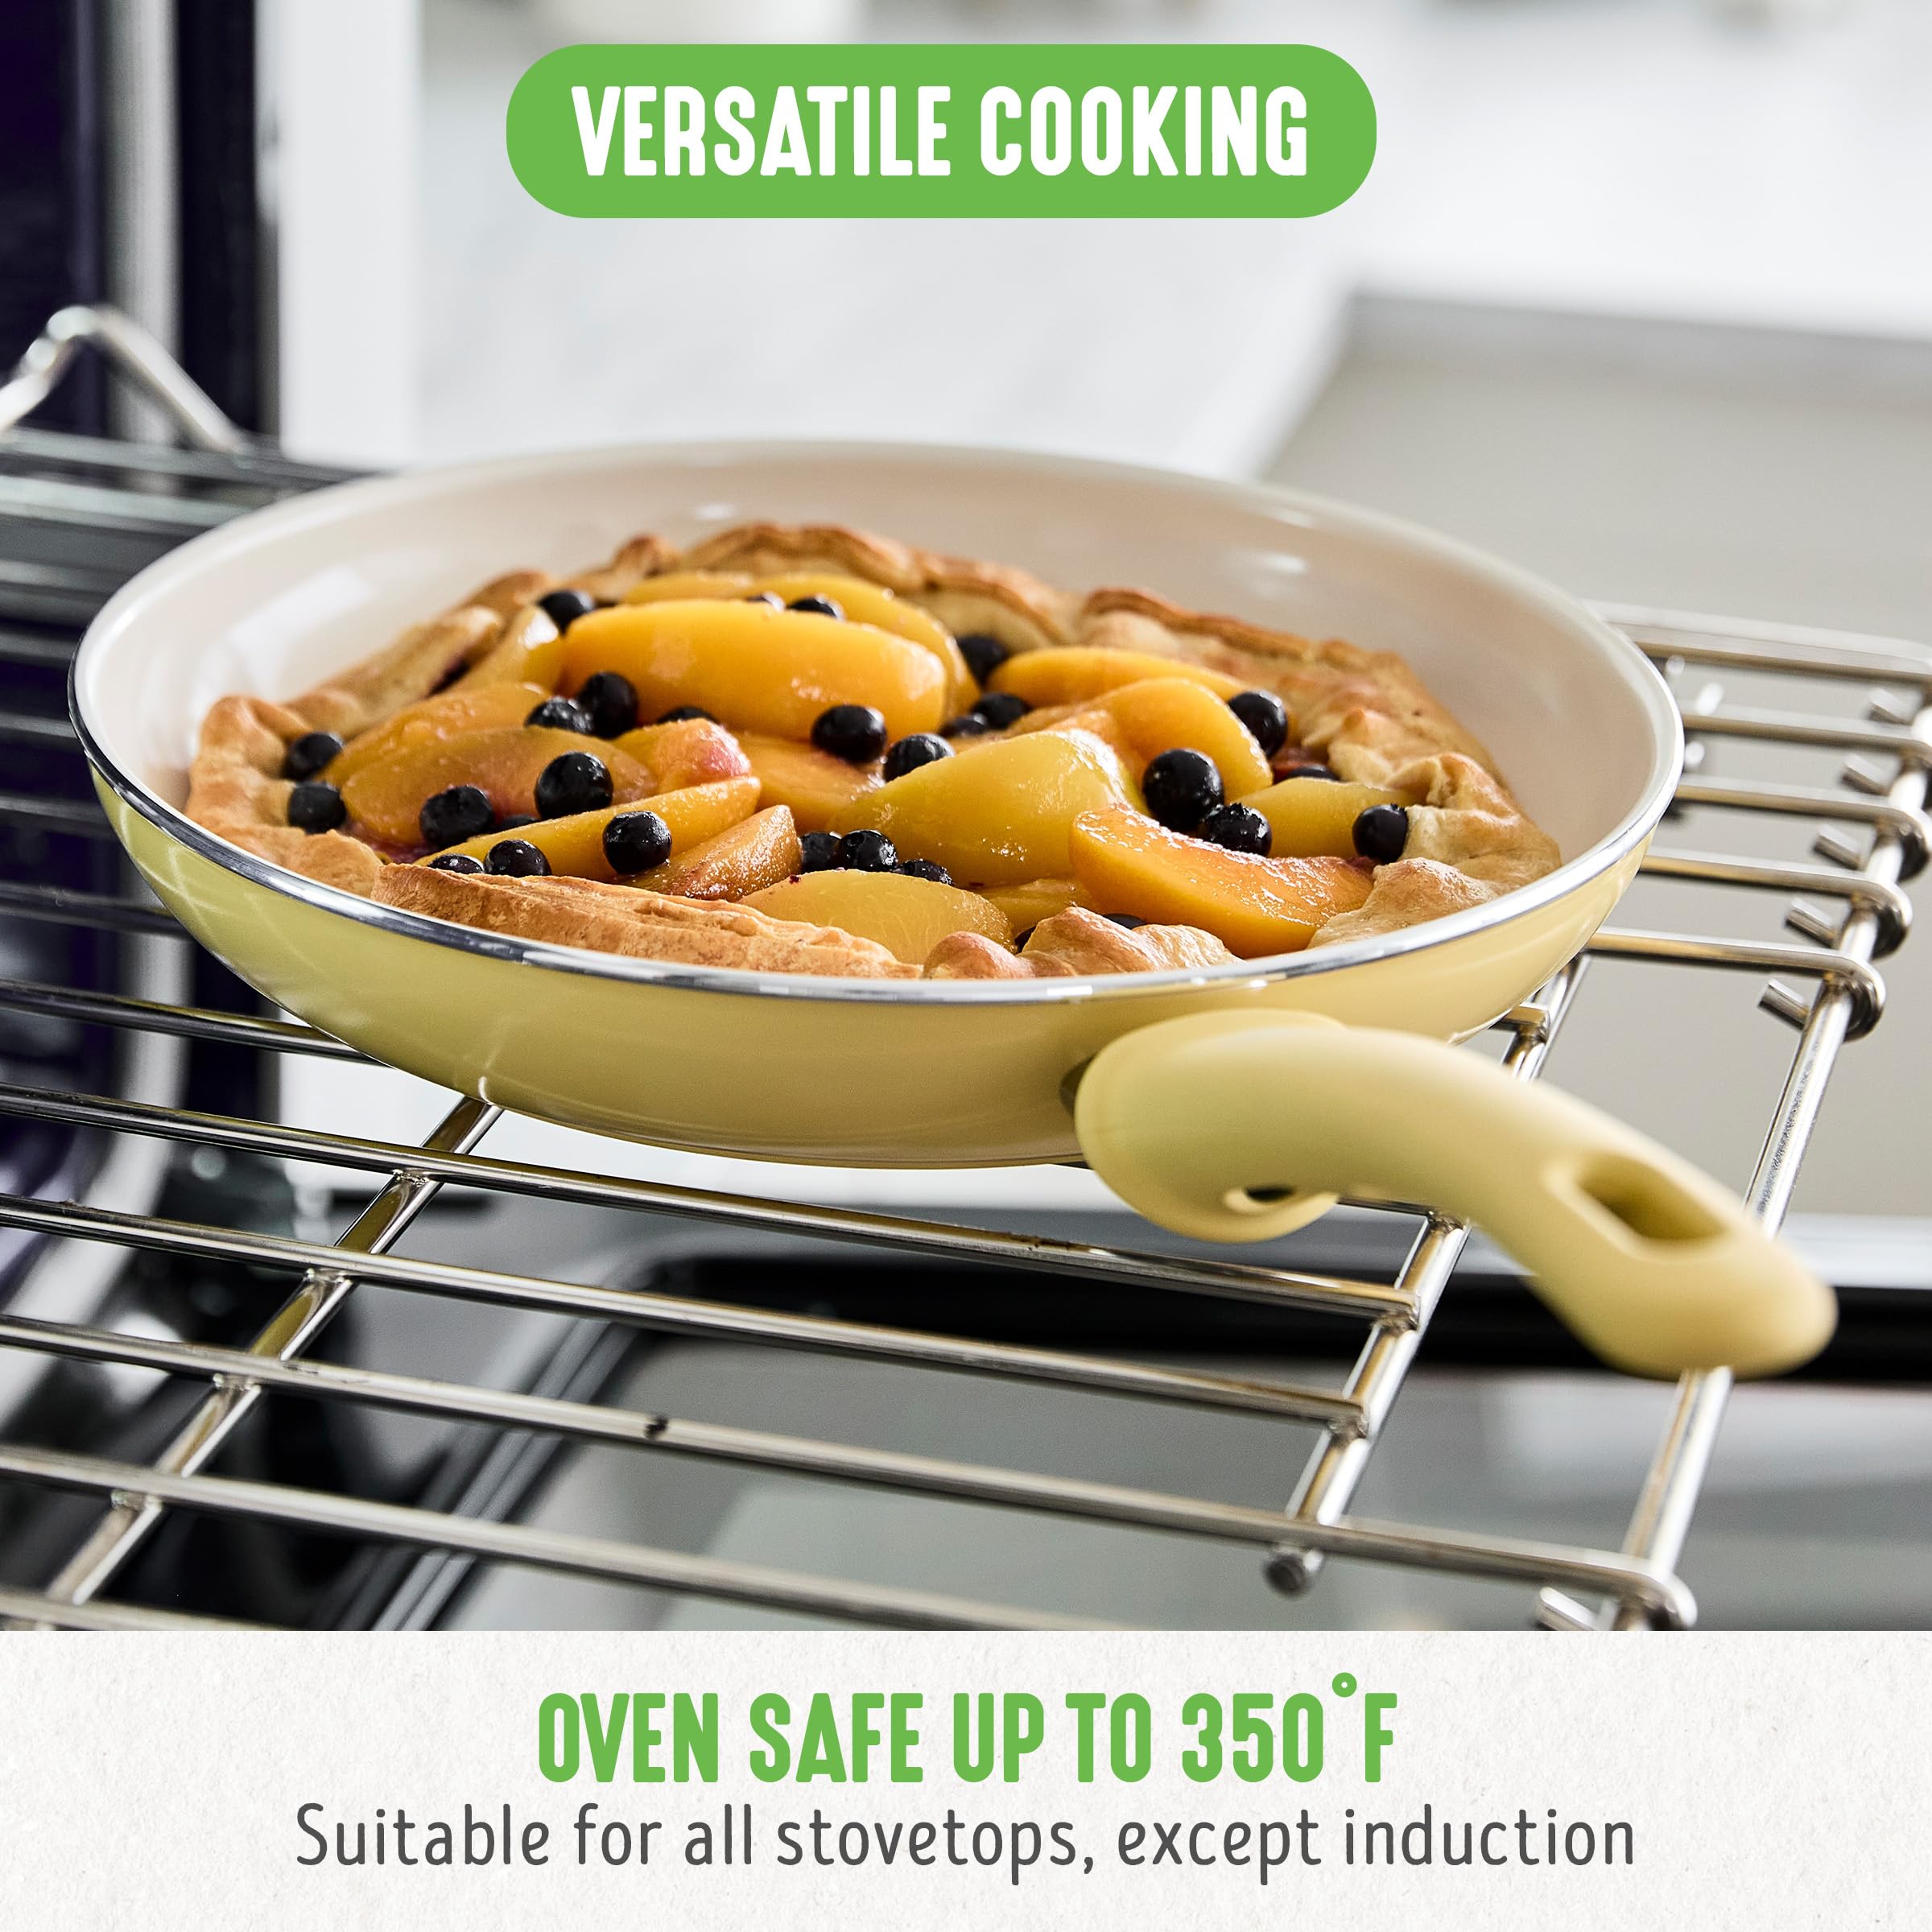 VERSATILE COOKING
OVEN SAFE UP TO 350°F
Suitable for all stovetops, except induction